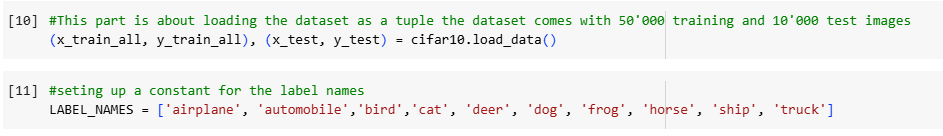 [10] #This part is about loading the dataset as a tuple the dataset comes with 50'000 training and 10'000 test images
(x_train_all, y_train_all), (x_test, y_test) = cifar10.load_data()
[11] #seting up a constant for the label names
LABEL_NAMES = ['airplane', 'automobile','bird','cat', 'deer', 'dog', 'frog', 'horse', 'ship', 'truck']